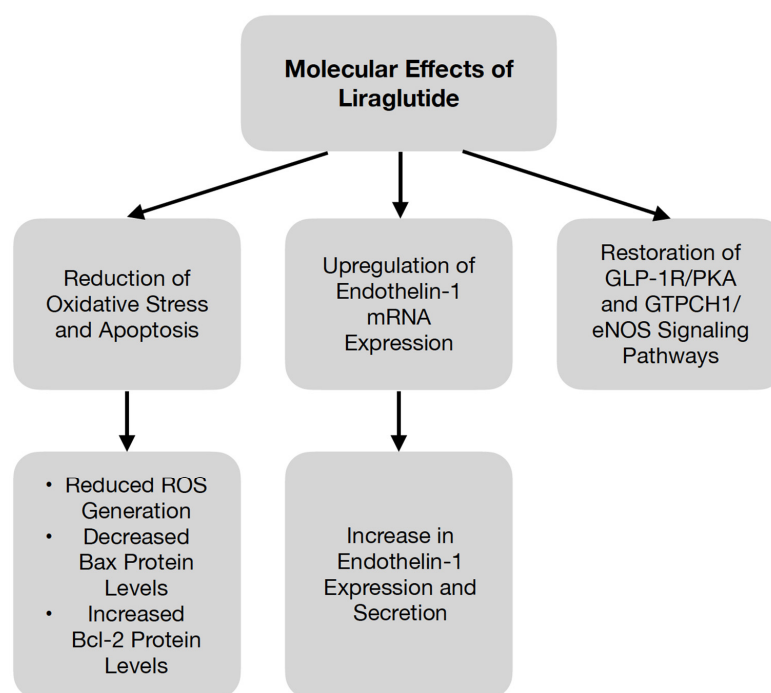 Molecular Effects of
Liraglutide
Reduction of
Oxidative Stress
and Apoptosis
Upregulation of
Endothelin-1
mRNA
Expression
Restoration of
GLP-1R/PKA
and GTPCH1/
eNOS Signaling
Pathways
• Reduced ROS
Generation
• Decreased
Bax Protein
Levels
• Increased
Bcl-2 Protein
Levels
Increase in
Endothelin-1
Expression and
Secretion